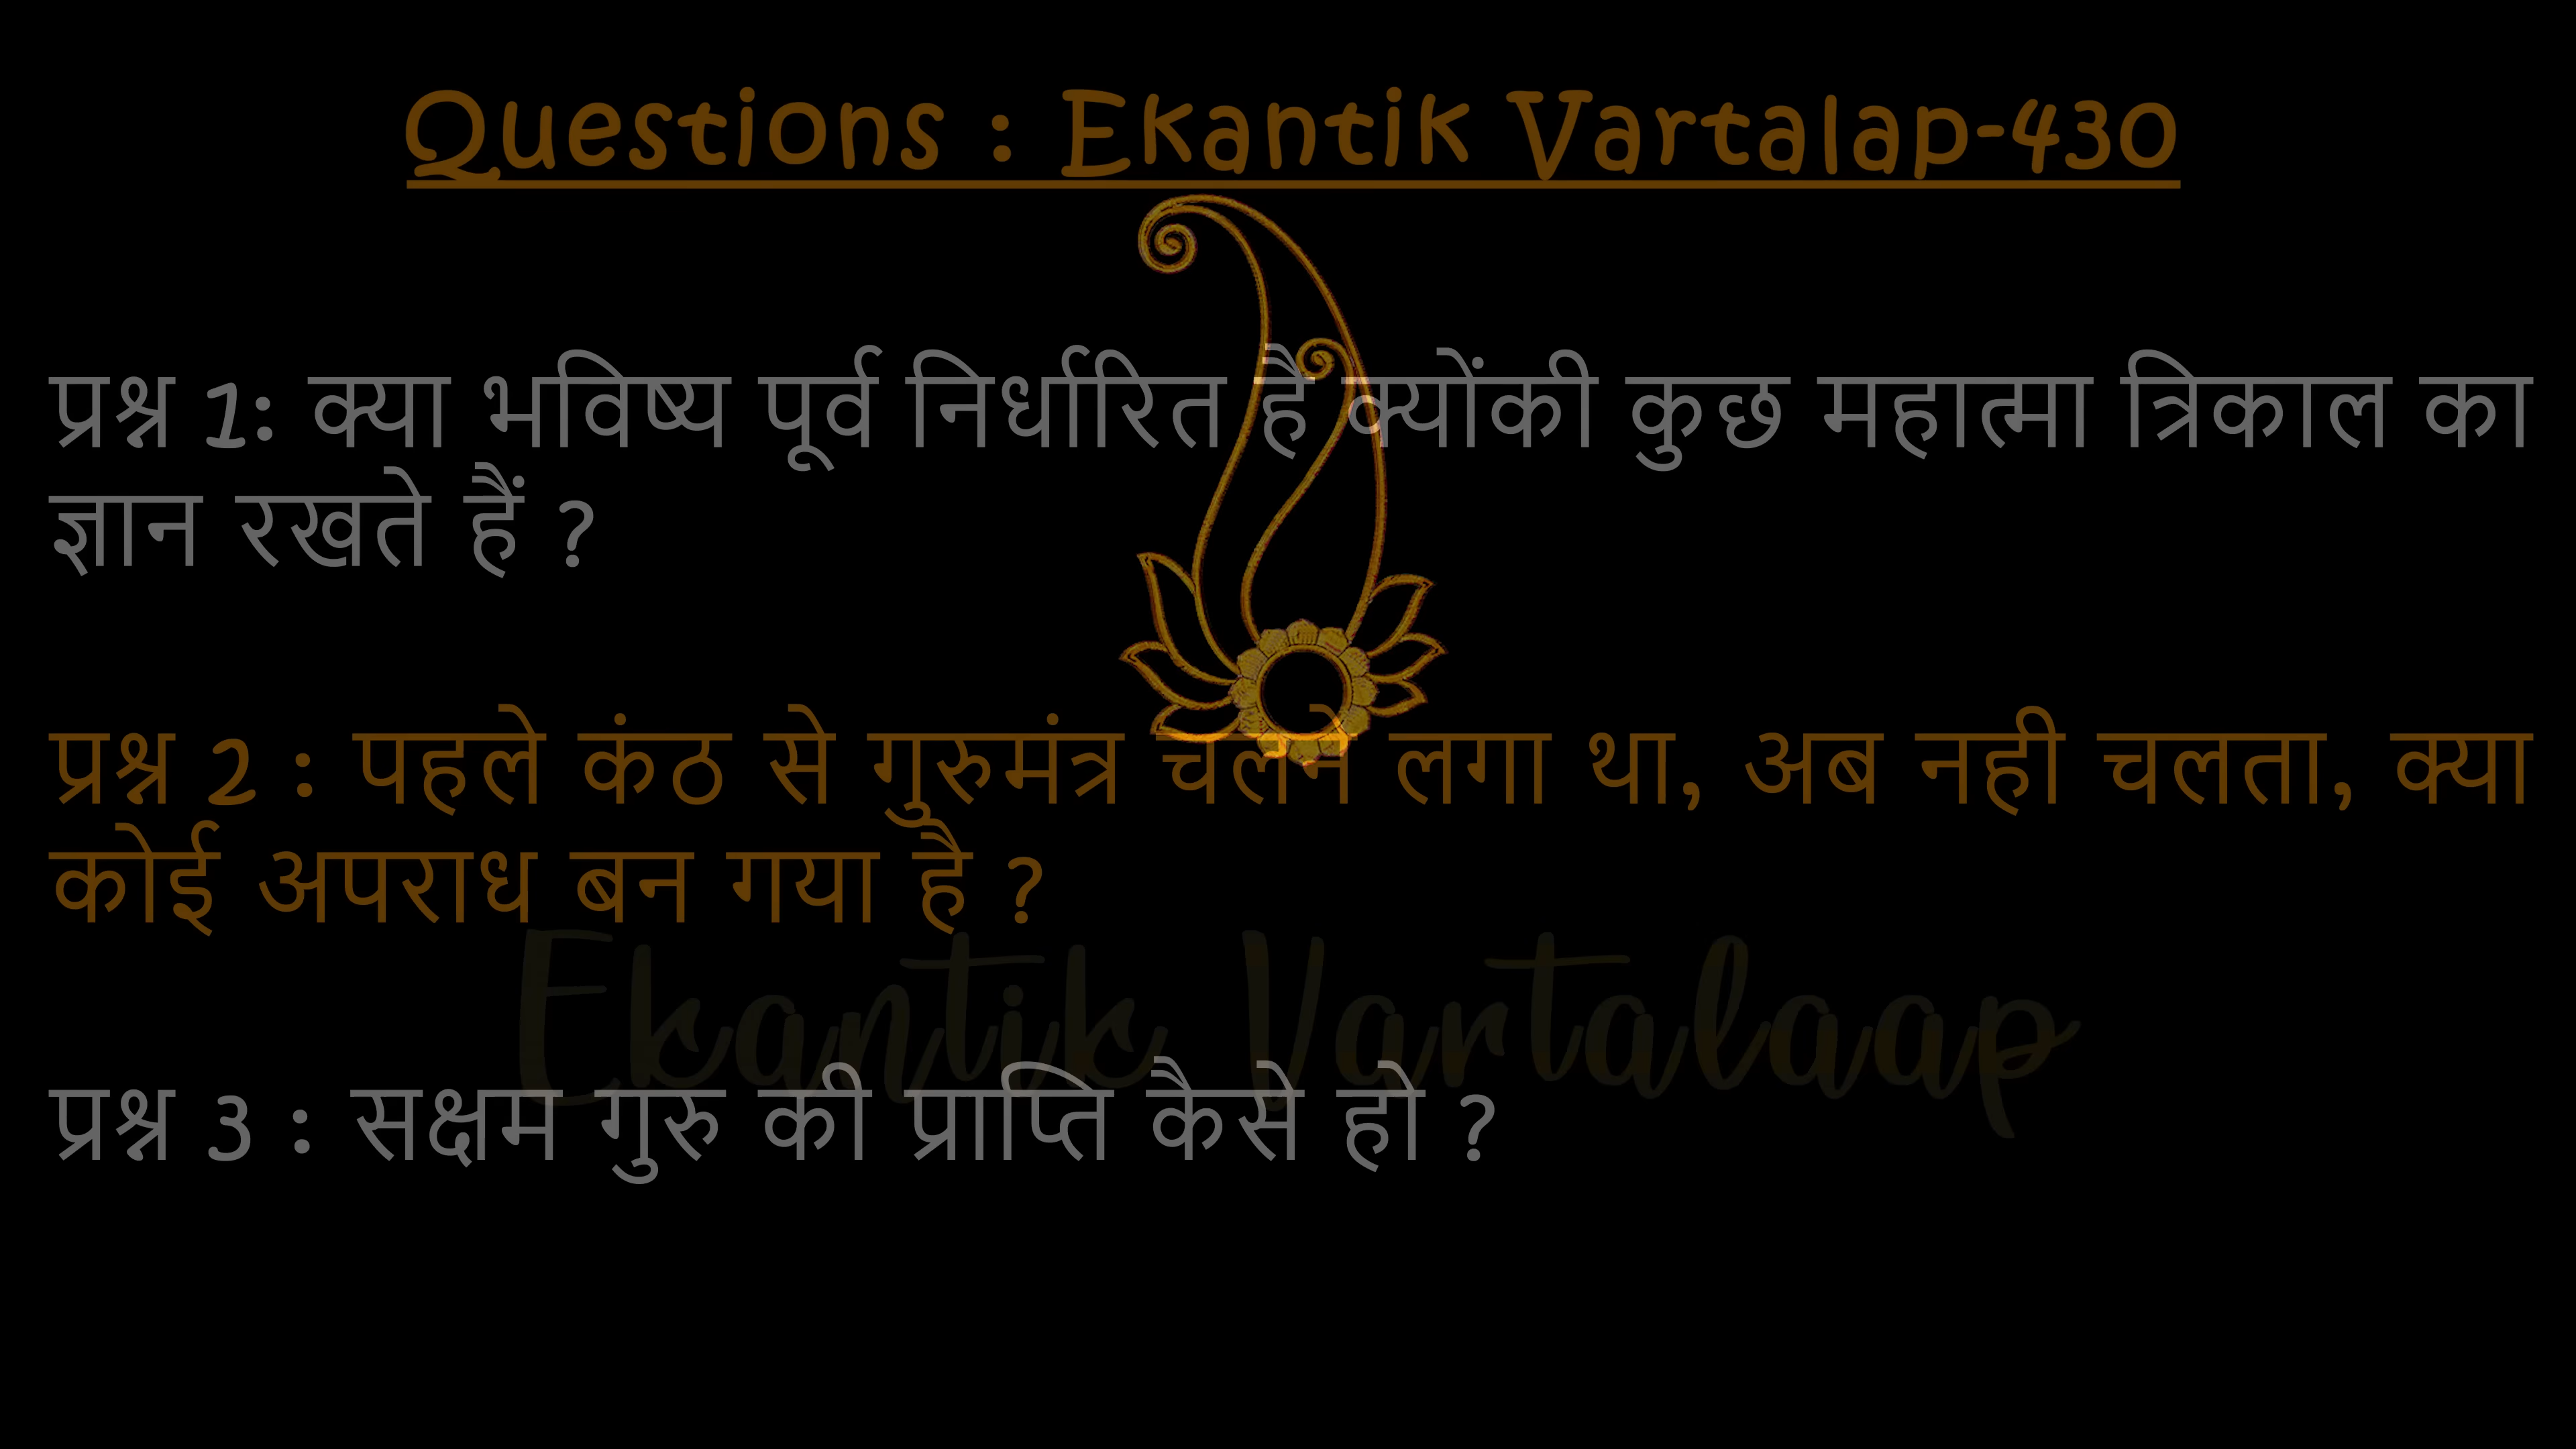 Questions : Ekantik Vartalap-430
प्रश्न 1: क्या भविष्य पूर्व निर्धारित है क्योंकी कुछ महात्मा त्रिकाल का
ज्ञान रखते हैं ?
प्रश्न 2 : पहले कंठ से गुरुमंत्र चलने लगा था, अब नही चलता, क्या
कोई अपराध बन गया है ?
Ekantik Vartalaap
प्रश्न 3 : सक्षम गुरु की प्राप्ति कैसे हो ?